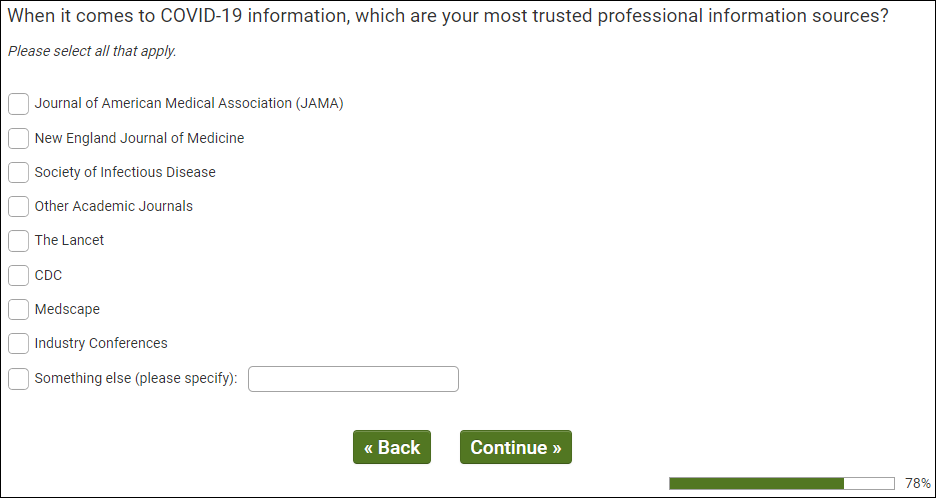 When it comes to COVID-19 information, which are your most trusted professional information sources?
Please select all that apply.
Journal of American Medical Association (JAMA)
New England Journal of Medicine
Society of Infectious Disease
Other Academic Journals
The Lancet
CDC
Medscape
Industry Conferences
Something else (please specify):
« Back Continue »
78%